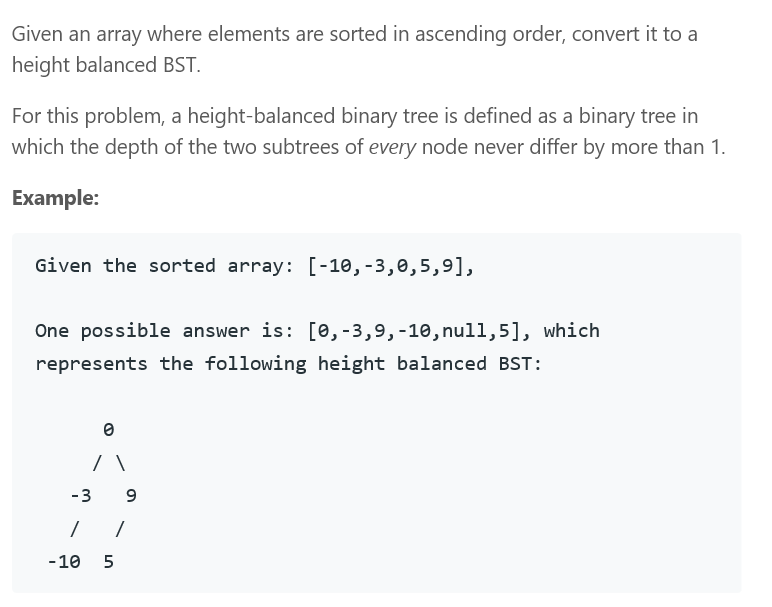 Given an array where elements are sorted in ascending order, convert it to a
height balanced BST.
For this problem, a height-balanced binary tree is defined as a binary tree in
which the depth of the two subtrees of every node never differ by more than 1.
Example:
Given the sorted array: [-10,-3,0,5,9],
One possible answer is: [0,-3,9,-10,null,5], which
represents the following height balanced BST:
0
/ \
-3   9
/   /
-10  5